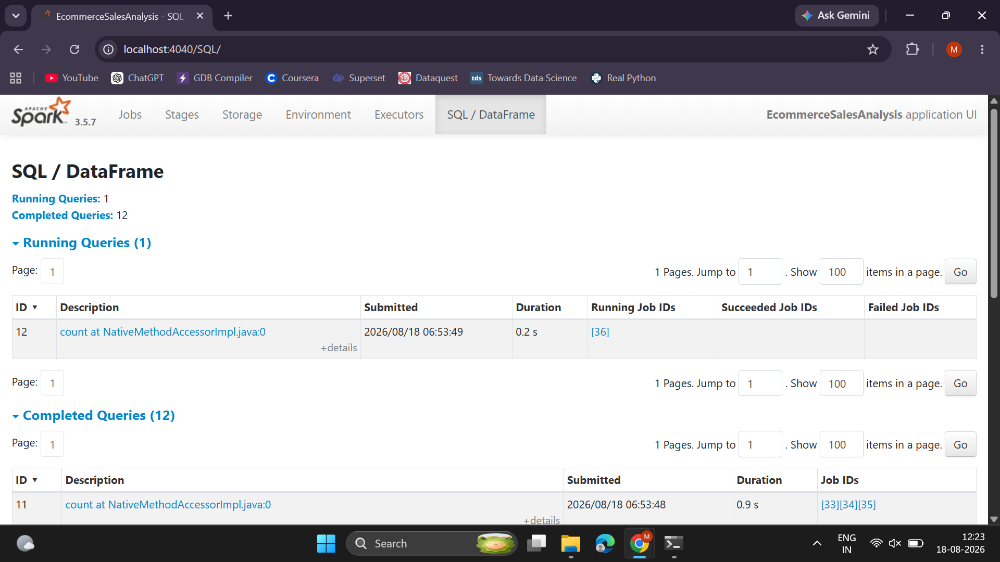 EcommerceSalesAnalysis - SQL
Ask Gemini
localhost:4040/SQL/
M
YouTube
ChatGPT
GDB Compiler
Coursera
Superset
Dataquest
tds Towards Data Science
Real Python
APACHE Spark 3.5.7
Jobs
Stages
Storage
Environment
Executors
SQL / DataFrame
EcommerceSalesAnalysis application UI
SQL / DataFrame
Running Queries: 1
Completed Queries: 12
Running Queries (1)
Page: 1
1 Pages. Jump to 1 . Show 100 items in a page. Go
ID Description Submitted Duration Running Job IDs Succeeded Job IDs Failed Job IDs
12 count at NativeMethodAccessorImpl.java:0 2026/08/18 06:53:49 0.2 s [36]
+details
Page: 1
1 Pages. Jump to 1 . Show 100 items in a page. Go
Completed Queries (12)
Page: 1
1 Pages. Jump to 1 . Show 100 items in a page. Go
ID Description Submitted Duration Job IDs
11 count at NativeMethodAccessorImpl.java:0 2026/08/18 06:53:48 0.9 s [33][34][35]
+details
Search
M
ENG
IN
12:23
18-08-2026